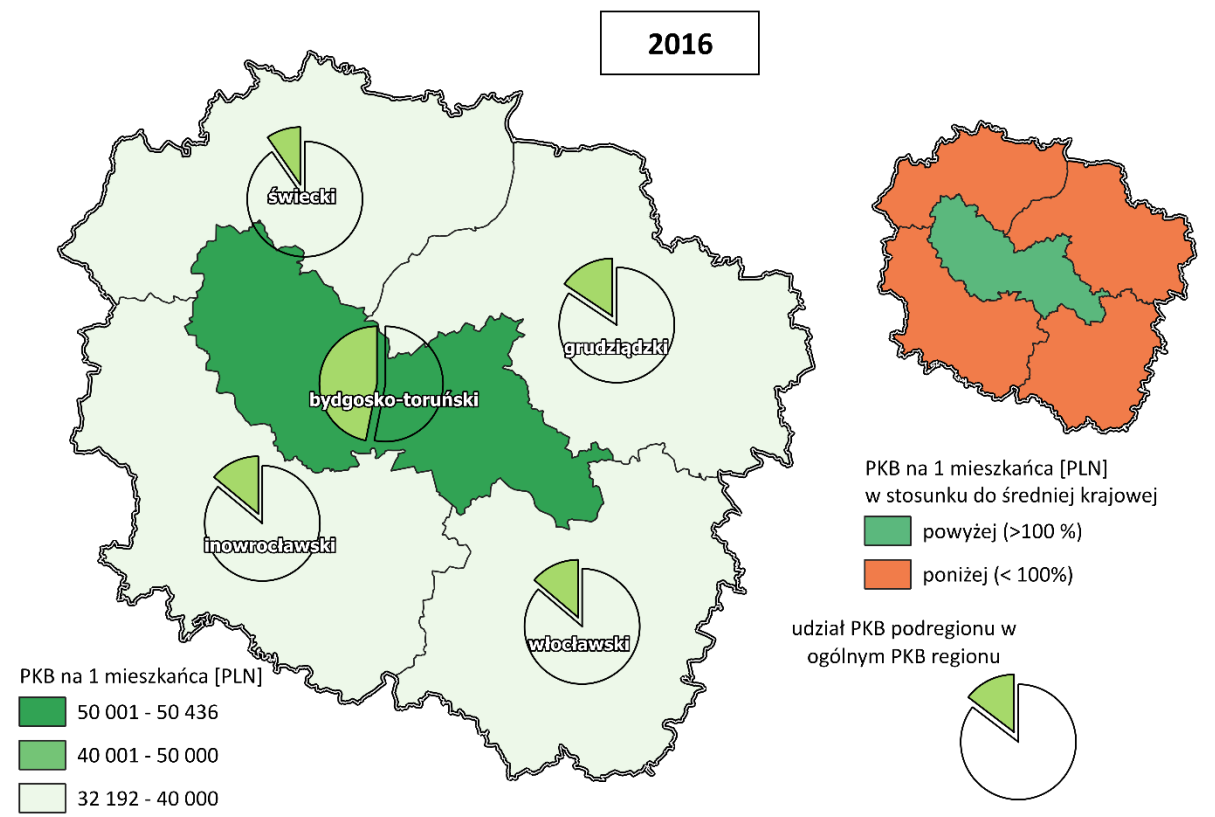 2016
świecki
grudziądzki
bydgosko-toruński
inowrocławski
włocławski
PKB na 1 mieszkańca [PLN]
50 001 - 50 436
40 001 - 50 000
32 192 - 40 000
PKB na 1 mieszkańca [PLN]
w stosunku do średniej krajowej
powyżej (>100 %)
poniżej (< 100%)
udział PKB podregionu w
ogólnym PKB regionu